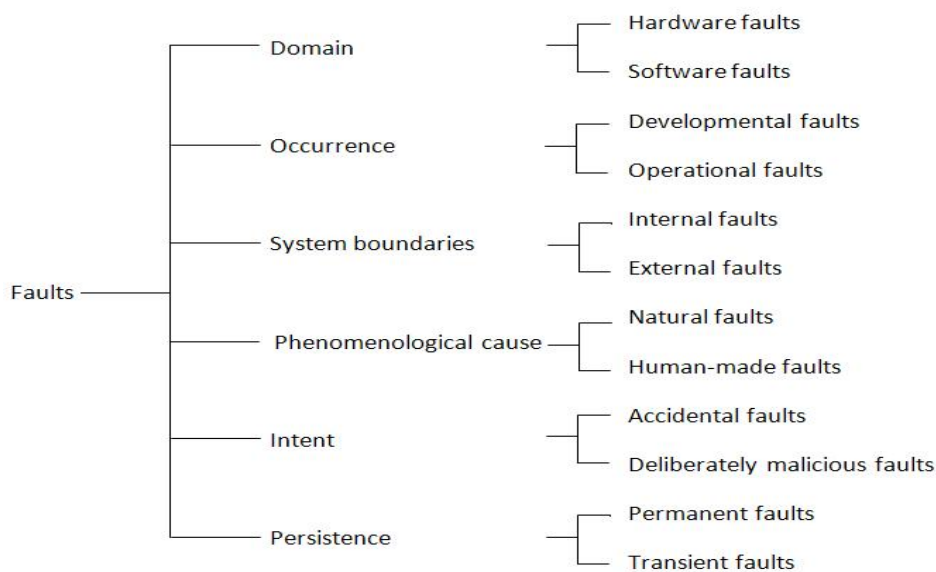 Faults
Domain
Hardware faults
Software faults
Occurrence
Developmental faults
Operational faults
System boundaries
Internal faults
External faults
Phenomenological cause
Natural faults
Human-made faults
Intent
Accidental faults
Deliberately malicious faults
Persistence
Permanent faults
Transient faults